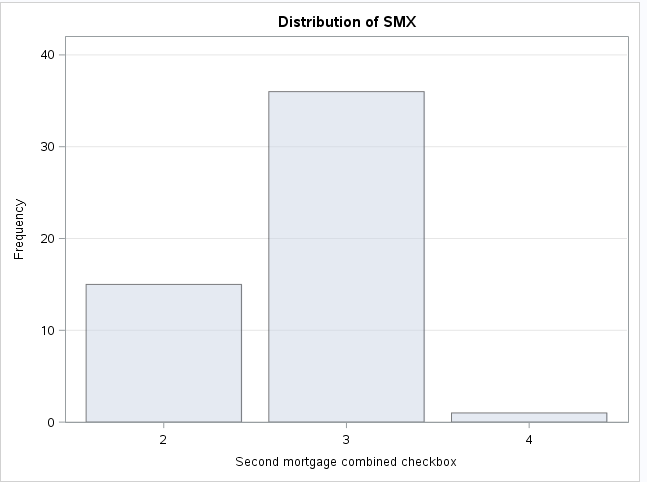 Distribution of SMX
40
30
20
10
0
Frequency
2 3 4
Second mortgage combined checkbox